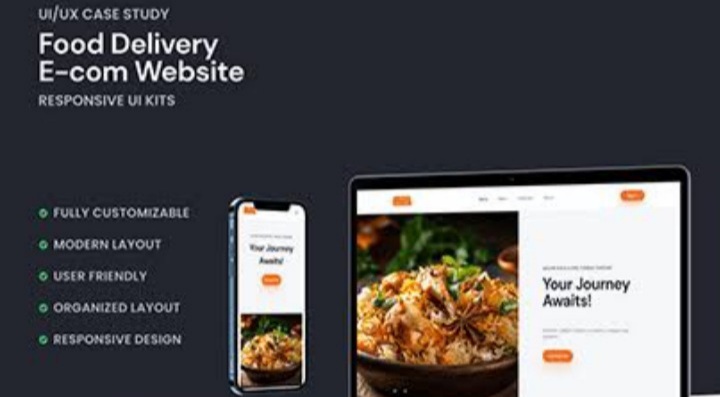 UI/UX CASE STUDY
Food Delivery
E-com Website
RESPONSIVE UI KITS
FULLY CUSTOMIZABLE
MODERN LAYOUT
USER FRIENDLY
ORGANIZED LAYOUT
RESPONSIVE DESIGN
Your Journey
Awaits!
Your Journey
Awaits!